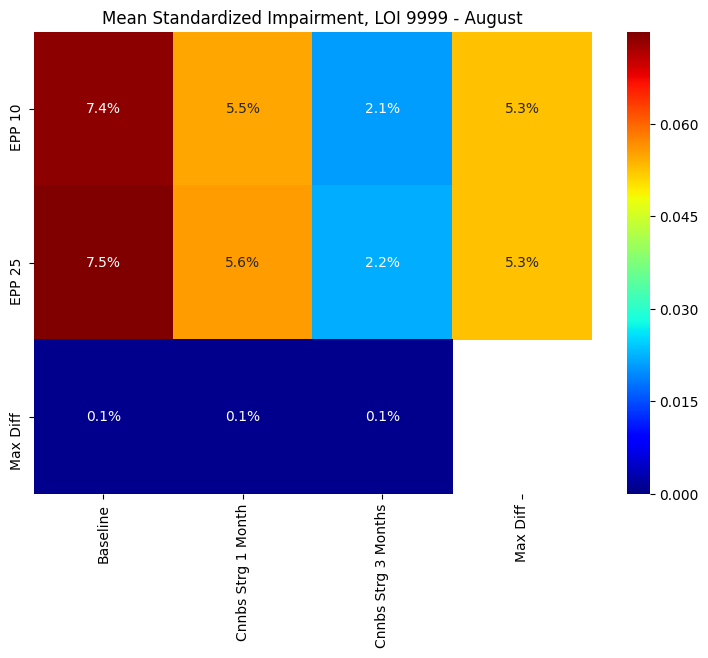 Mean Standardized Impairment, LOI 9999 - August
EPP 10
7.4%
5.5%
2.1%
5.3%
EPP 25
7.5%
5.6%
2.2%
5.3%
Max Diff
0.1%
0.1%
0.1%
Baseline
Cnnbs Strg 1 Month
Cnnbs Strg 3 Months
Max Diff
0.060
0.045
0.030
0.015
0.000